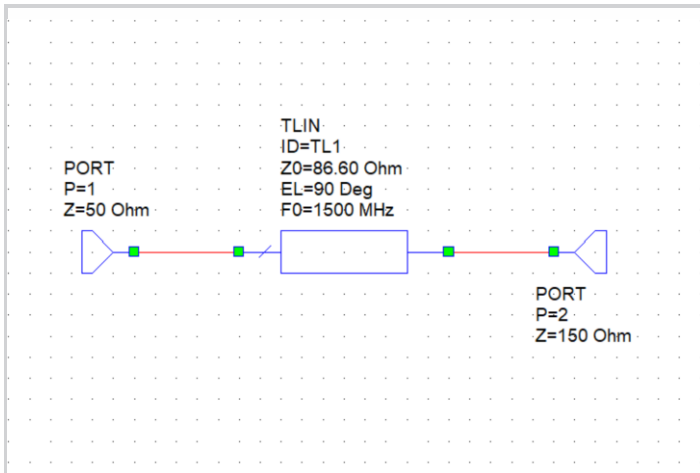 TLIN
ID=TL1
Z0=86.60 Ohm
EL=90 Deg
F0=1500 MHz
PORT
P=1
Z=50 Ohm
PORT
P=2
Z=150 Ohm